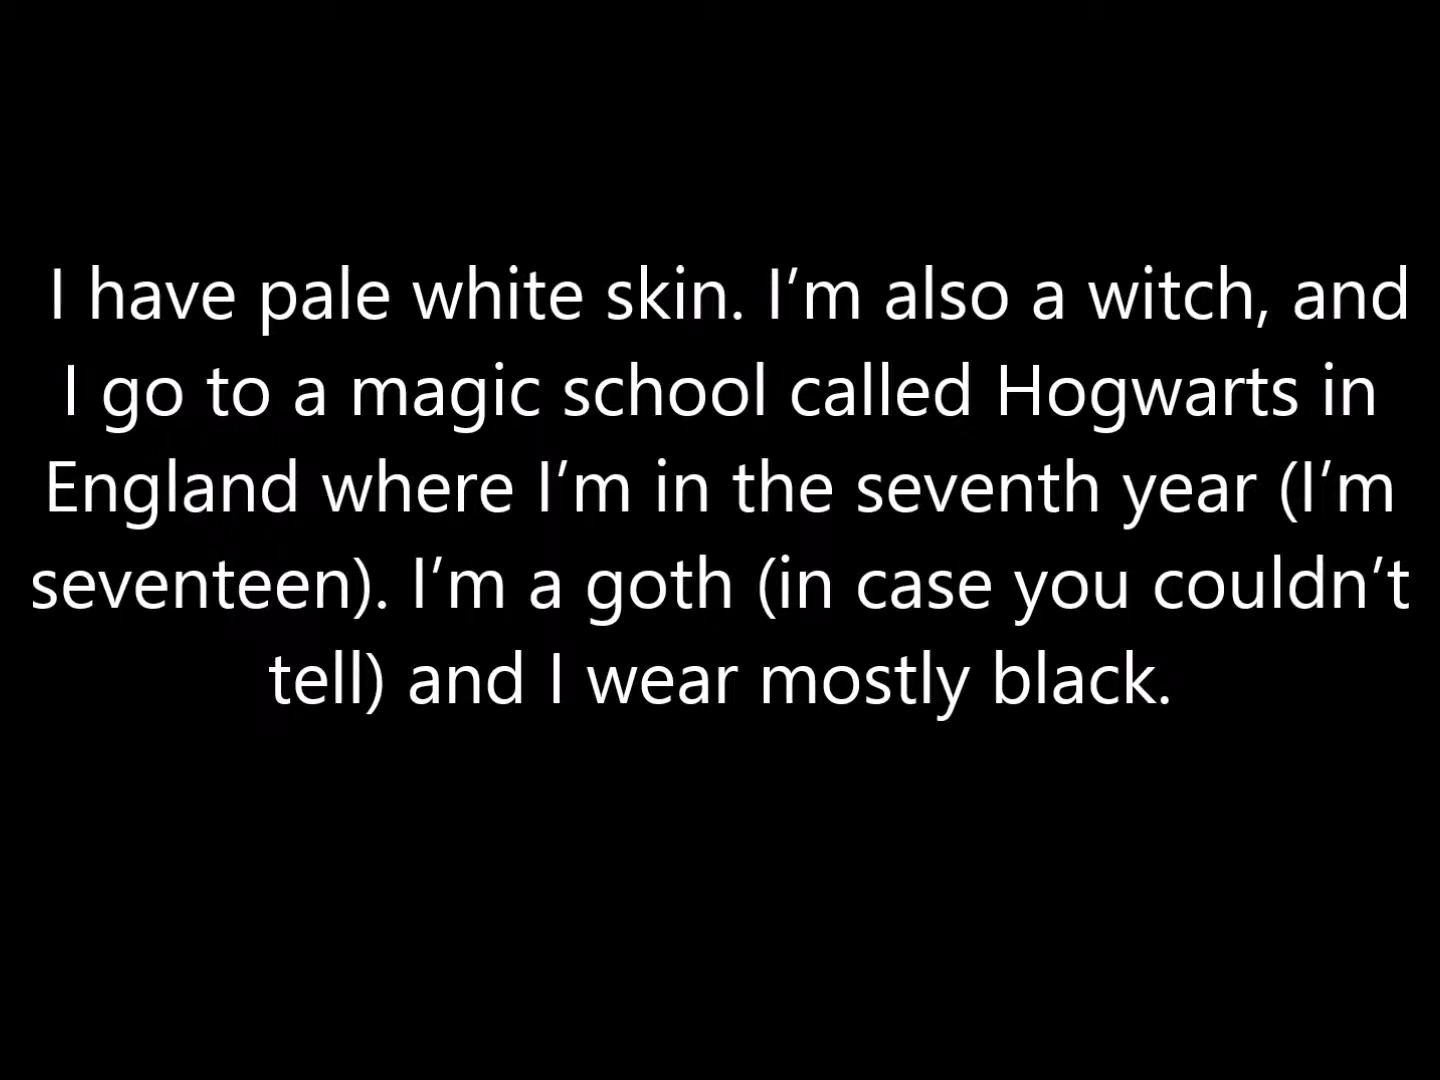 I have pale white skin. I’m also a witch, and
I go to a magic school called Hogwarts in
England where I’m in the seventh year (I’m
seventeen). I’m a goth (in case you couldn’t
tell) and I wear mostly black.